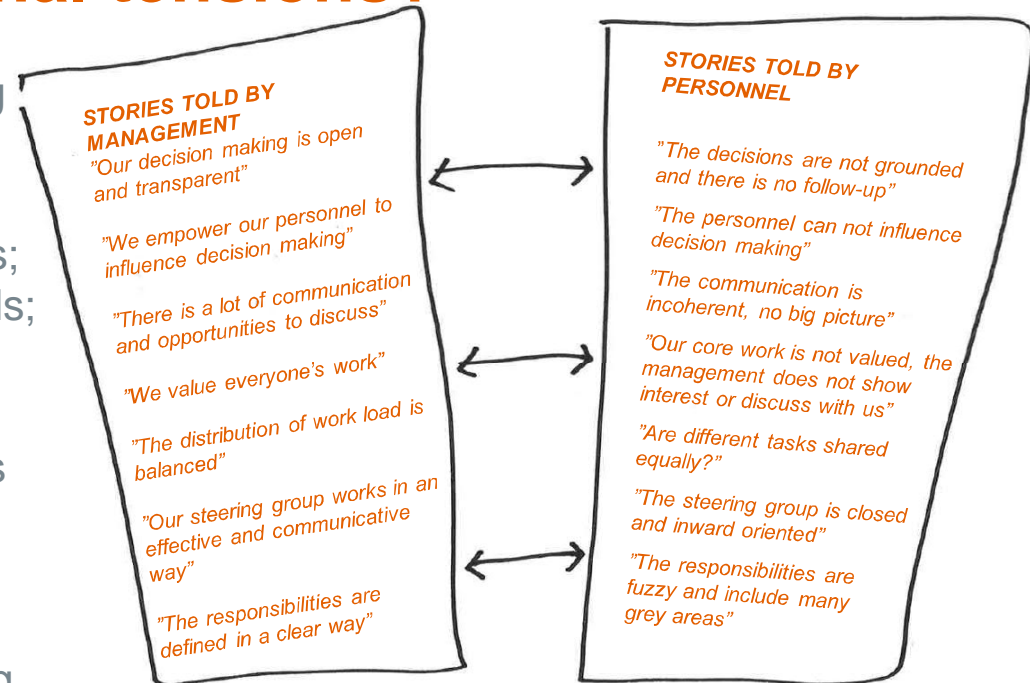 STORIES TOLD BY
MANAGEMENT
”Our decision making is open
and transparent”
”We empower our personnel to
influence decision making”
”There is a lot of communication
and opportunities to discuss”
”We value everyone’s work”
”The distribution of work load is
balanced”
”Our steering group works in an
effective and communicative
way”
”The responsibilities are
defined in a clear way”
STORIES TOLD BY
PERSONNEL
”The decisions are not grounded
and there is no follow-up”
”The personnel can not influence
decision making”
”The communication is
incoherent, no big picture”
”Our core work is not valued, the
management does not show
interest or discuss with us”
”Are different tasks shared
equally?”
”The steering group is closed
and inward oriented”
”The responsibilities are
fuzzy and include many
grey areas”